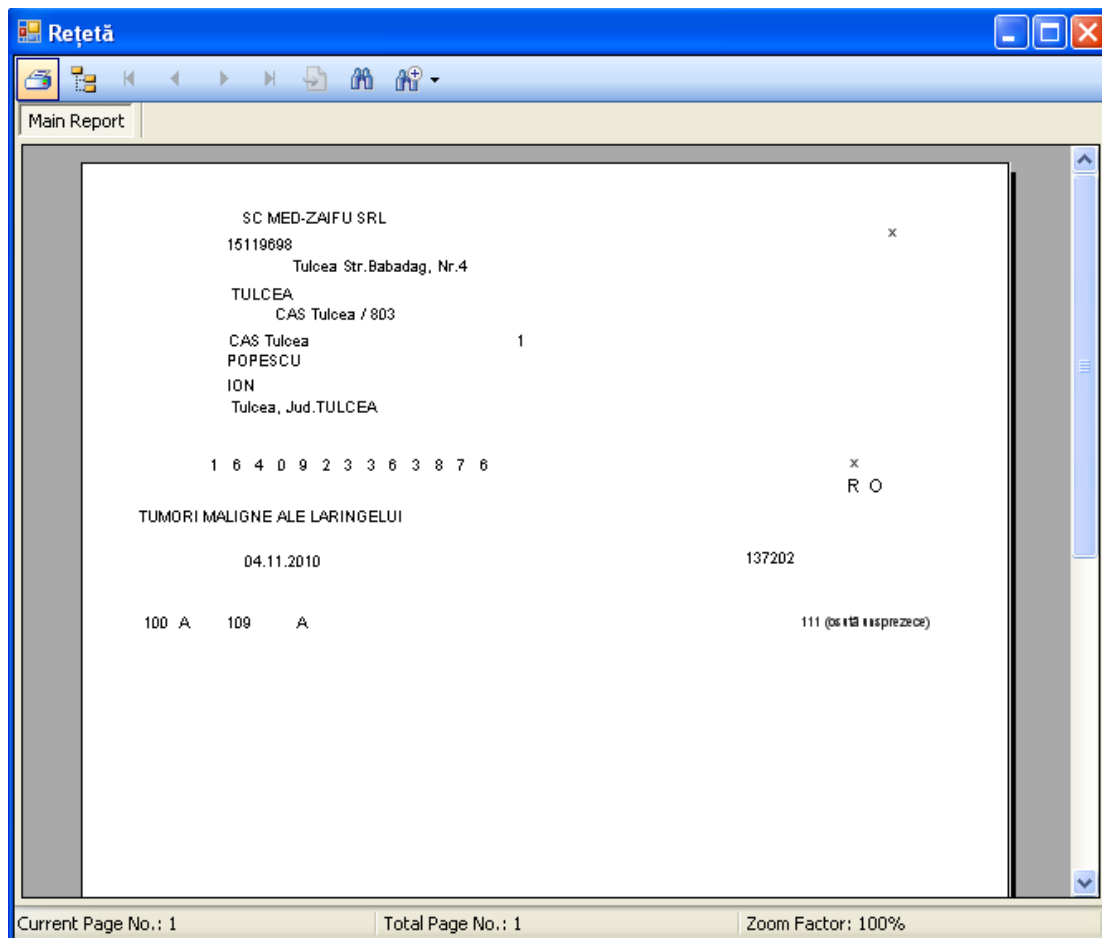 Rețetă
Main Report
SC MED-ZAIFU SRL
x
15119698
Tulcea Str.Babadag, Nr.4
TULCEA
CAS Tulcea / 803
CAS Tulcea 1
POPESCU
ION
Tulcea, Jud.TULCEA
1 6 4 0 9 2 3 3 6 3 8 7 6 x
R O
TUMORI MALIGNE ALE LARINGELUI
04.11.2010 137202
100 A 109 A 111
Current Page No.: 1 Total Page No.: 1 Zoom Factor: 100%